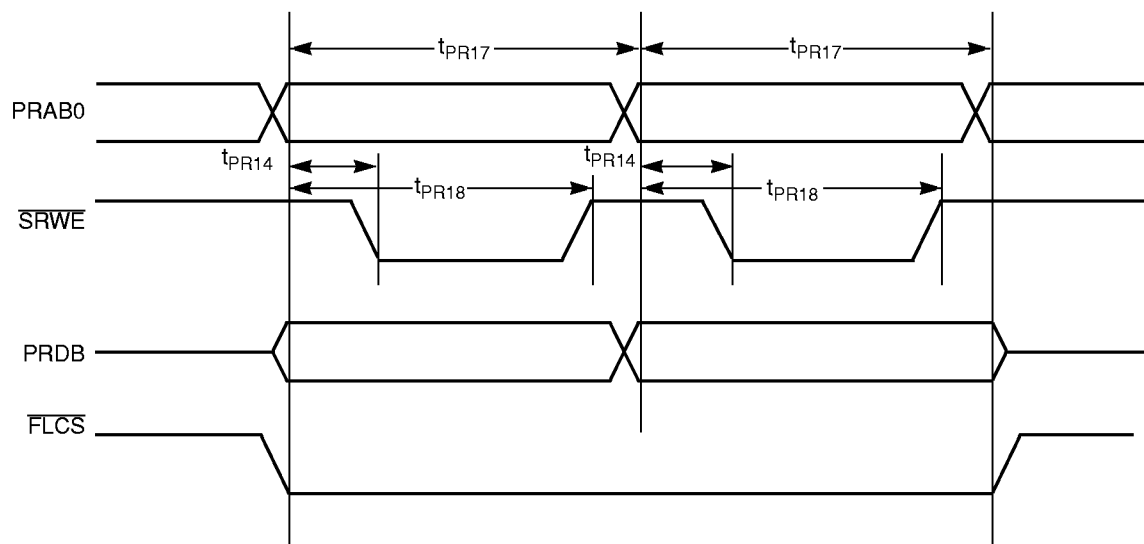 tPR17 tPR17
PRAB0
tPR14 tPR14
tPR18 tPR18
SRWE
PRDB
FLCS